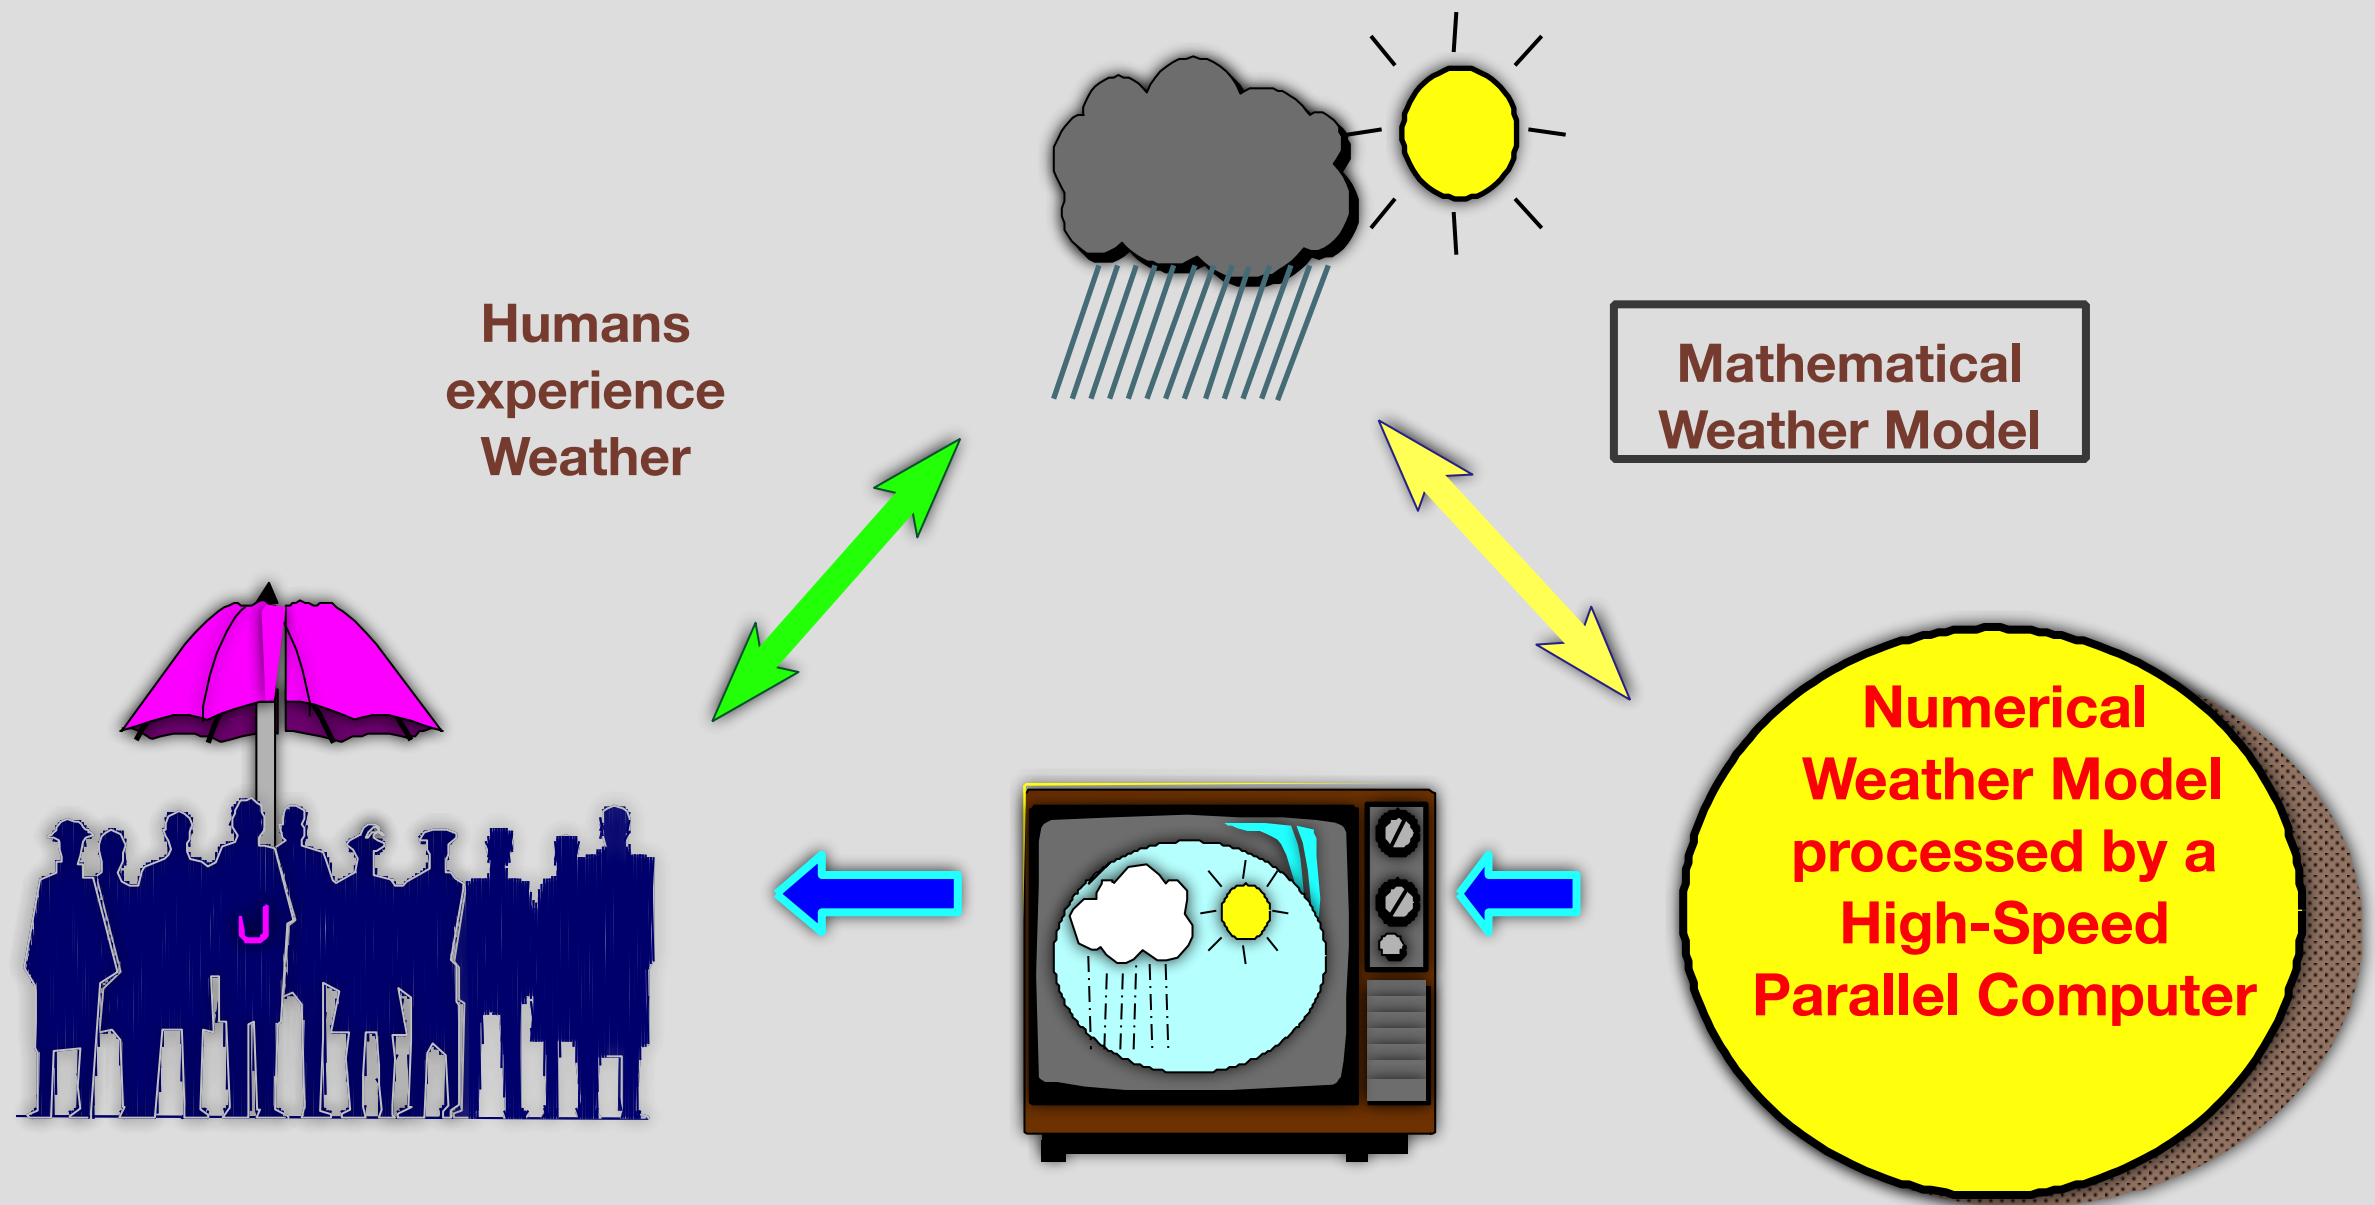 Humans
experience
Weather
Mathematical
Weather Model
Numerical
Weather Model
processed by a
High-Speed
Parallel Computer